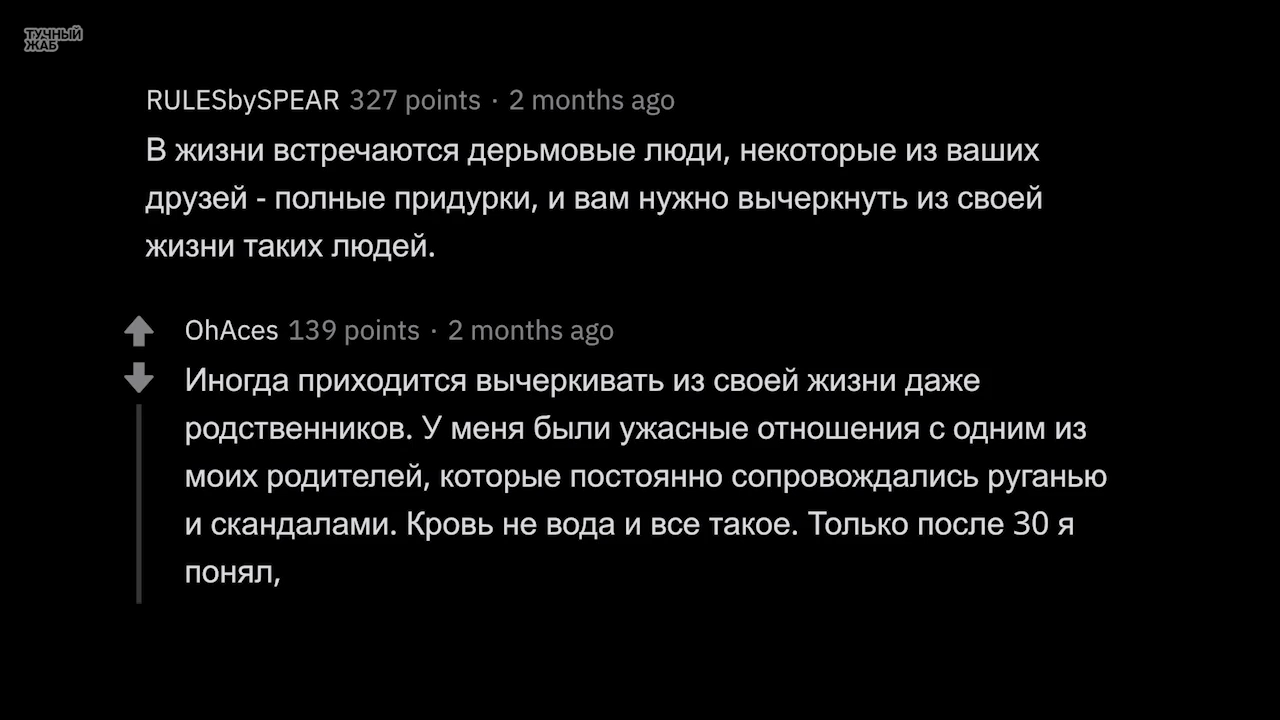 ТУЧНЫЙ
ЖАБ
RULESbySPEAR 327 points · 2 months ago
В жизни встречаются дерьмовые люди, некоторые из ваших
друзей - полные придурки, и вам нужно вычеркнуть из своей
жизни таких людей.
OhAces 139 points · 2 months ago
Иногда приходится вычеркивать из своей жизни даже
родственников. У меня были ужасные отношения с одним из
моих родителей, которые постоянно сопровождались руганью
и скандалами. Кровь не вода и все такое. Только после 30 я
понял,